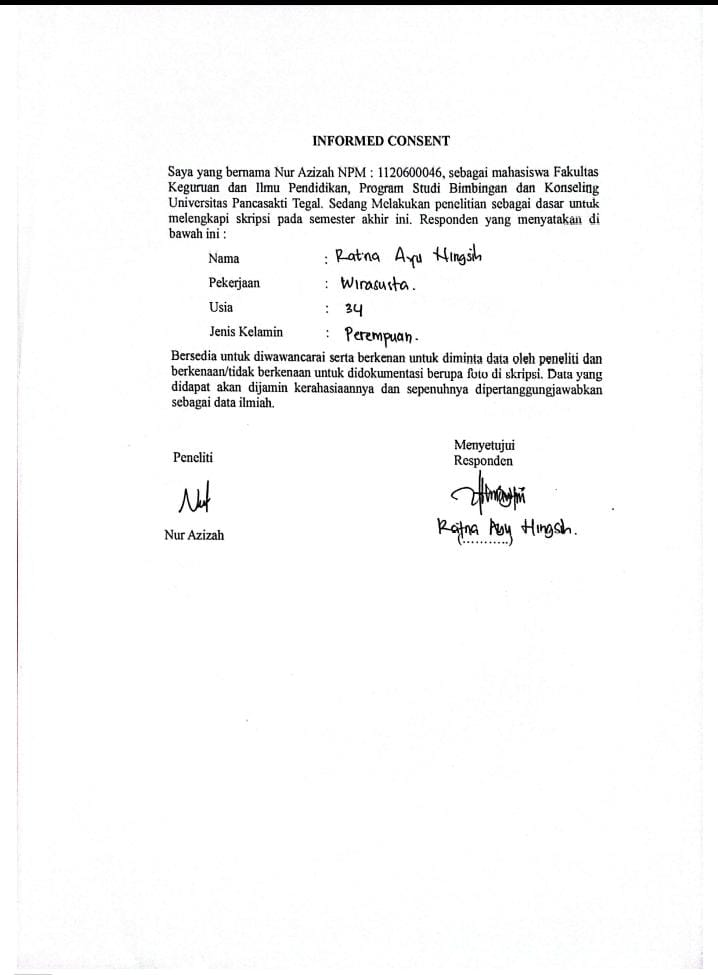 INFORMED CONSENT
Saya yang bernama Nur Azizah NPM : 1120600046, sebagai mahasiswa Fakultas
Keguruan dan Ilmu Pendidikan, Program Studi Bimbingan dan Konseling
Universitas Pancasakti Tegal. Sedang Melakukan penelitian sebagai dasar untuk
melengkapi skripsi pada semester akhir ini. Responden yang menyatakan di
bawah ini :
Nama : Ratna Ayu Hingsih
Pekerjaan : Wirasusta.
Usia : 34
Jenis Kelamin : Perempuan.
Bersedia untuk diwawancarai serta berkenan untuk diminta data oleh peneliti dan
berkenaan/tidak berkenaan untuk didokumentasi berupa foto di skripsi. Data yang
didapat akan dijamin kerahasiaannya dan sepenuhnya dipertanggungjawabkan
sebagai data ilmiah.
Menyetujui
Peneliti Responden
Nur
Nur Azizah Ratna Ayu Hingsh.
(...........)